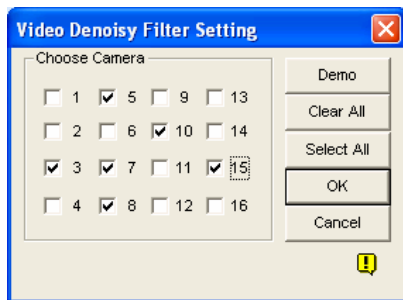 Video Denoisy Filter Setting
Choose Camera
1 5 9 13
2 6 10 14
3 7 11 15
4 8 12 16
Demo
Clear All
Select All
OK
Cancel